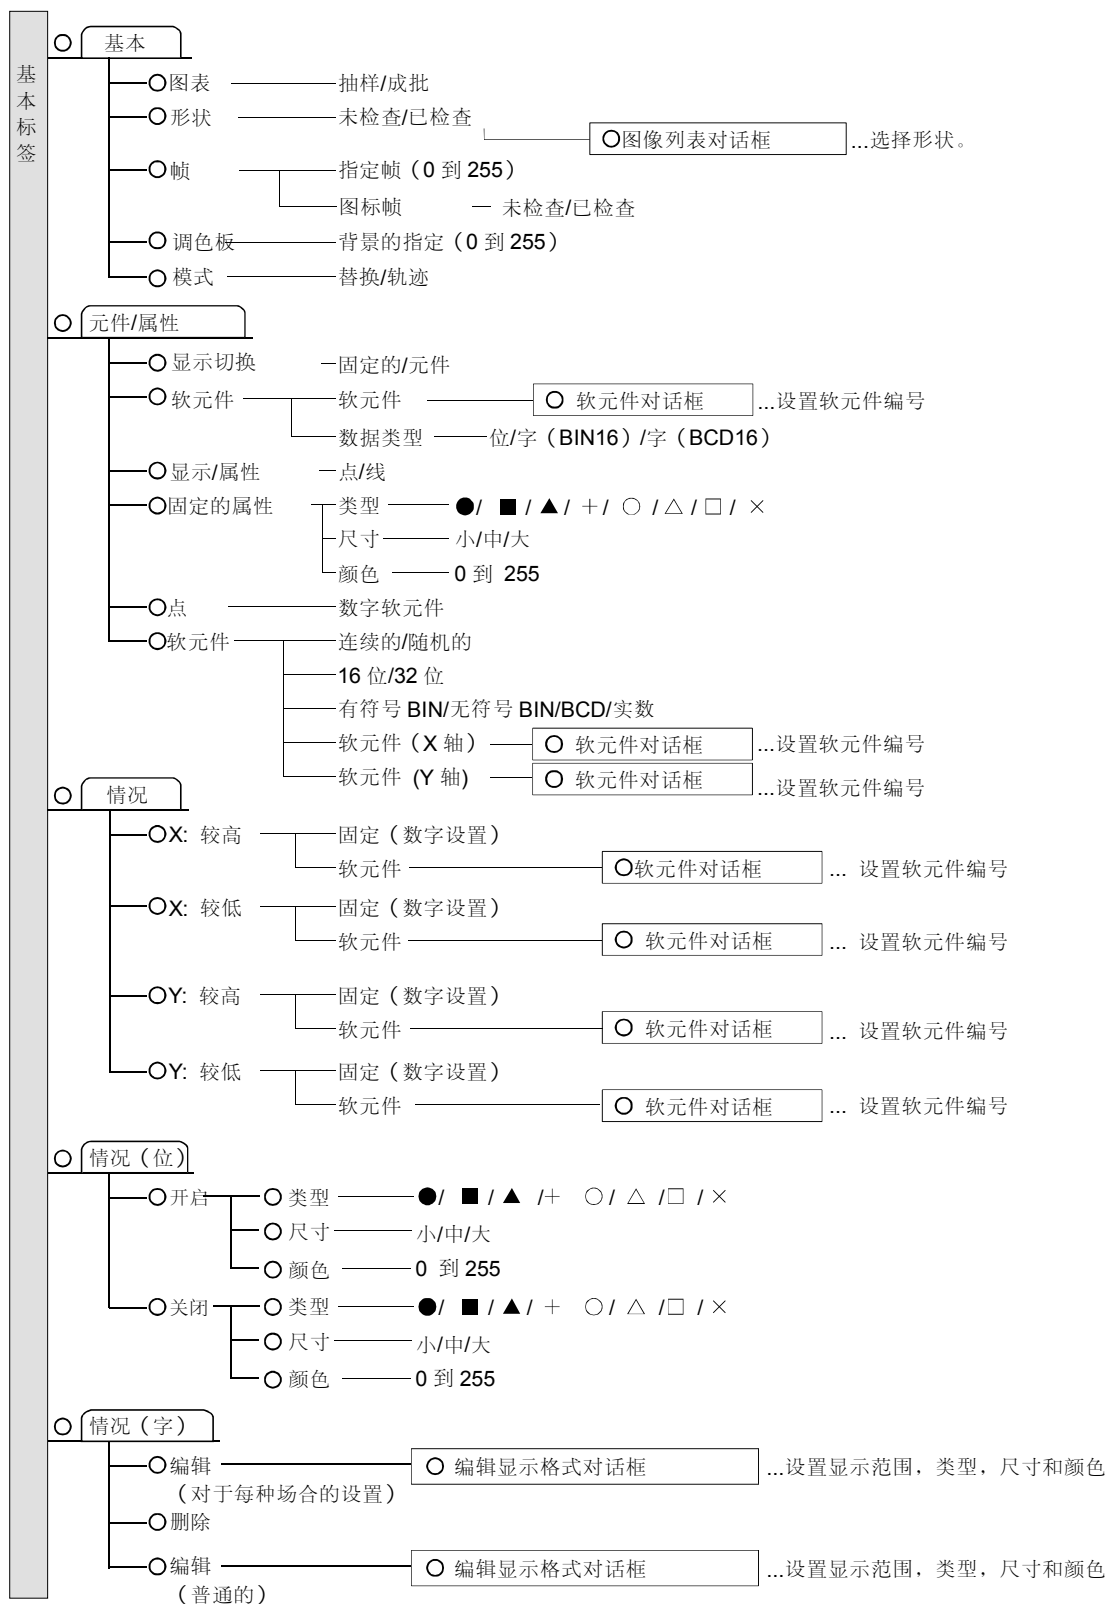 基本标签
基本
图表 抽样/成批
形状 未检查/已检查
图像列表对话框 ...选择形状。
帧 指定帧（0 到 255）
图标帧 未检查/已检查
调色板 背景的指定（0 到 255）
模式 替换/轨迹
元件/属性
显示切换 固定的/元件
软元件 软元件 软元件对话框 ...设置软元件编号
数据类型 位/字（BIN16）/字（BCD16）
显示/属性 点/线
固定的属性 类型 ●/ ■ / ▲ / ＋/ ○ / △ / □ / ×
尺寸 小/中/大
颜色 0 到 255
点 数字软元件
软元件 连续的/随机的
16 位/32 位
有符号 BIN/无符号 BIN/BCD/实数
软元件（X 轴） 软元件对话框 ...设置软元件编号
软元件 (Y 轴) 软元件对话框 ...设置软元件编号
情况
X: 较高 固定（数字设置）
软元件 软元件对话框 ... 设置软元件编号
X: 较低 固定（数字设置）
软元件 软元件对话框 ... 设置软元件编号
Y: 较高 固定（数字设置）
软元件 软元件对话框 ... 设置软元件编号
Y: 较低 固定（数字设置）
软元件 软元件对话框 ... 设置软元件编号
情况（位）
开启 类型 ●/ ■ / ▲ /＋ ○ / △ /□ / ×
尺寸 小/中/大
颜色 0 到 255
关闭 类型 ●/ ■ / ▲ / ＋ ○ / △ /□ / ×
尺寸 小/中/大
颜色 0 到 255
情况（字）
编辑 编辑显示格式对话框 ...设置显示范围，类型，尺寸和颜色
（对于每种场合的设置）
删除
编辑 编辑显示格式对话框 ...设置显示范围，类型，尺寸和颜色
（普通的）